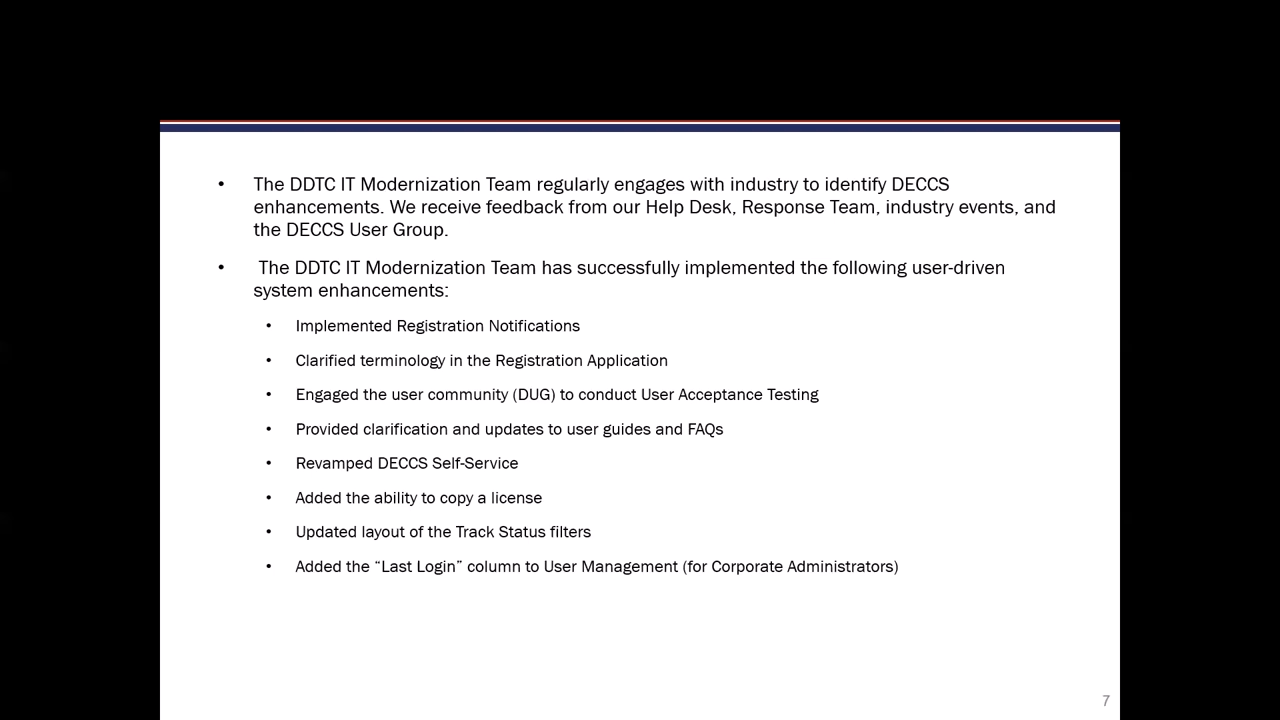 • The DDTC IT Modernization Team regularly engages with industry to identify DECCS
enhancements. We receive feedback from our Help Desk, Response Team, industry events, and
the DECCS User Group.
• The DDTC IT Modernization Team has successfully implemented the following user-driven
system enhancements:
• Implemented Registration Notifications
• Clarified terminology in the Registration Application
• Engaged the user community (DUG) to conduct User Acceptance Testing
• Provided clarification and updates to user guides and FAQs
• Revamped DECCS Self-Service
• Added the ability to copy a license
• Updated layout of the Track Status filters
• Added the “Last Login” column to User Management (for Corporate Administrators)
7